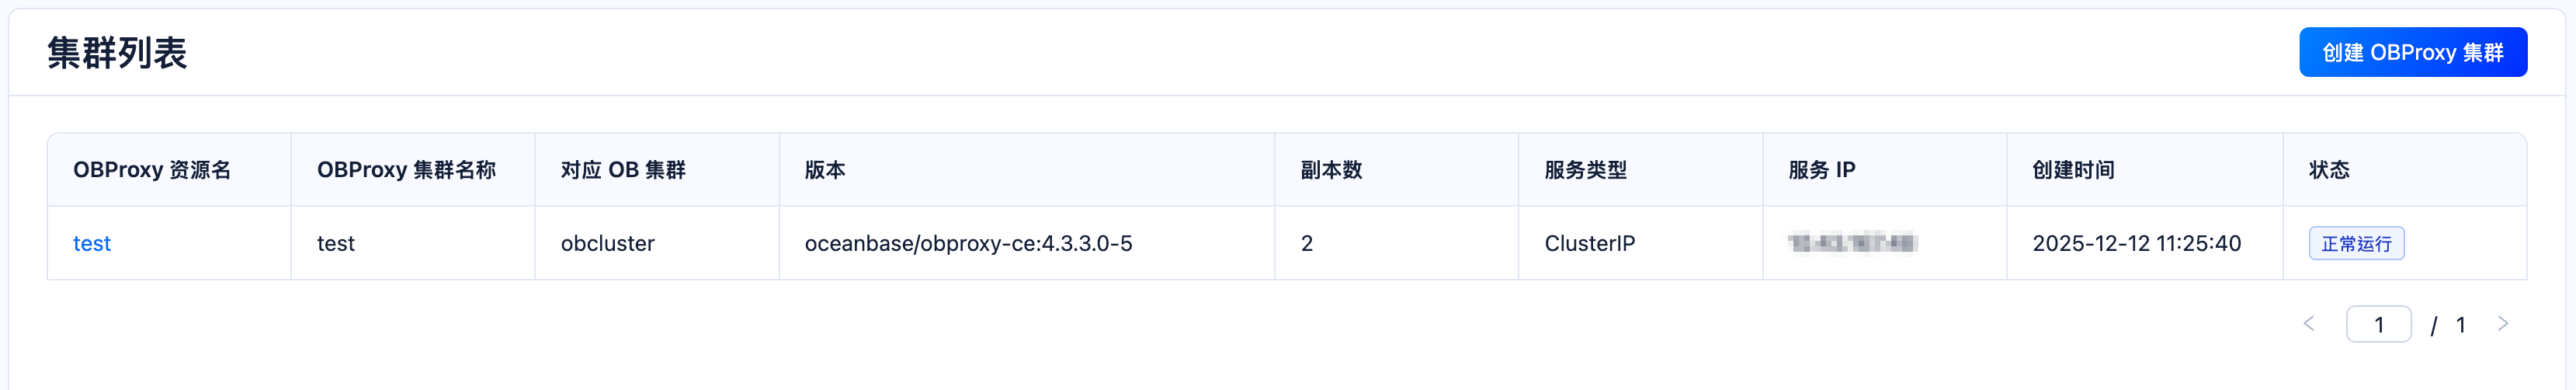 集群列表
创建 OBProxy 集群
OBProxy 资源名 OBProxy 集群名称 对应 OB 集群 版本 副本数 服务类型 服务 IP 创建时间 状态
test test obcluster oceanbase/obproxy-ce:4.3.3.0-5 2 ClusterIP 2025-12-12 11:25:40 正常运行
< 1 / 1 >